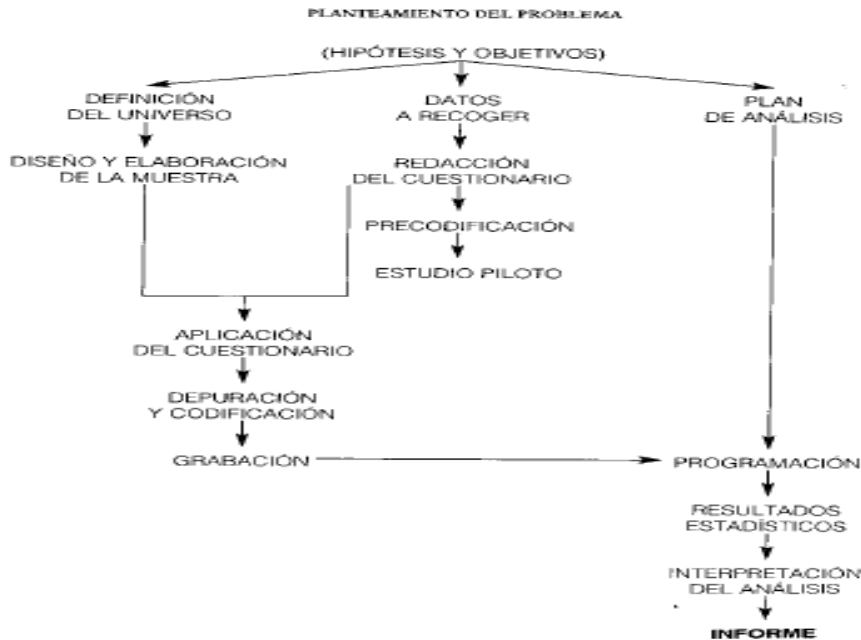 PLANTEAMIENTO DEL PROBLEMA
(HIPÓTESIS Y OBJETIVOS)
DEFINICIÓN
DEL UNIVERSO
DISEÑO Y ELABORACIÓN
DE LA MUESTRA
DATOS
A RECOGER
REDACCIÓN
DEL CUESTIONARIO
PRECODIFICACIÓN
ESTUDIO PILOTO
PLAN
DE ANÁLISIS
APLICACIÓN
DEL CUESTIONARIO
DEPURACIÓN
Y CODIFICACIÓN
GRABACIÓN
PROGRAMACIÓN
RESULTADOS
ESTADÍSTICOS
INTERPRETACIÓN
DEL ANÁLISIS
INFORME